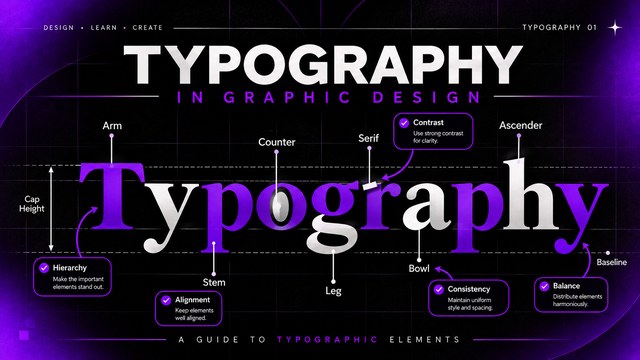 DESIGN • LEARN • CREATE
TYPOGRAPHY 01
TYPOGRAPHY
IN GRAPHIC DESIGN
Arm
Counter
Serif
Contrast
Use strong contrast
for clarity.
Ascender
Cap
Height
Typography
Hierarchy
Make the important
elements stand out.
Stem
Alignment
Keep elements
well aligned.
Leg
Bowl
Consistency
Maintain uniform
style and spacing.
Baseline
Balance
Distribute elements
harmoniously.
A GUIDE TO TYPOGRAPHIC ELEMENTS